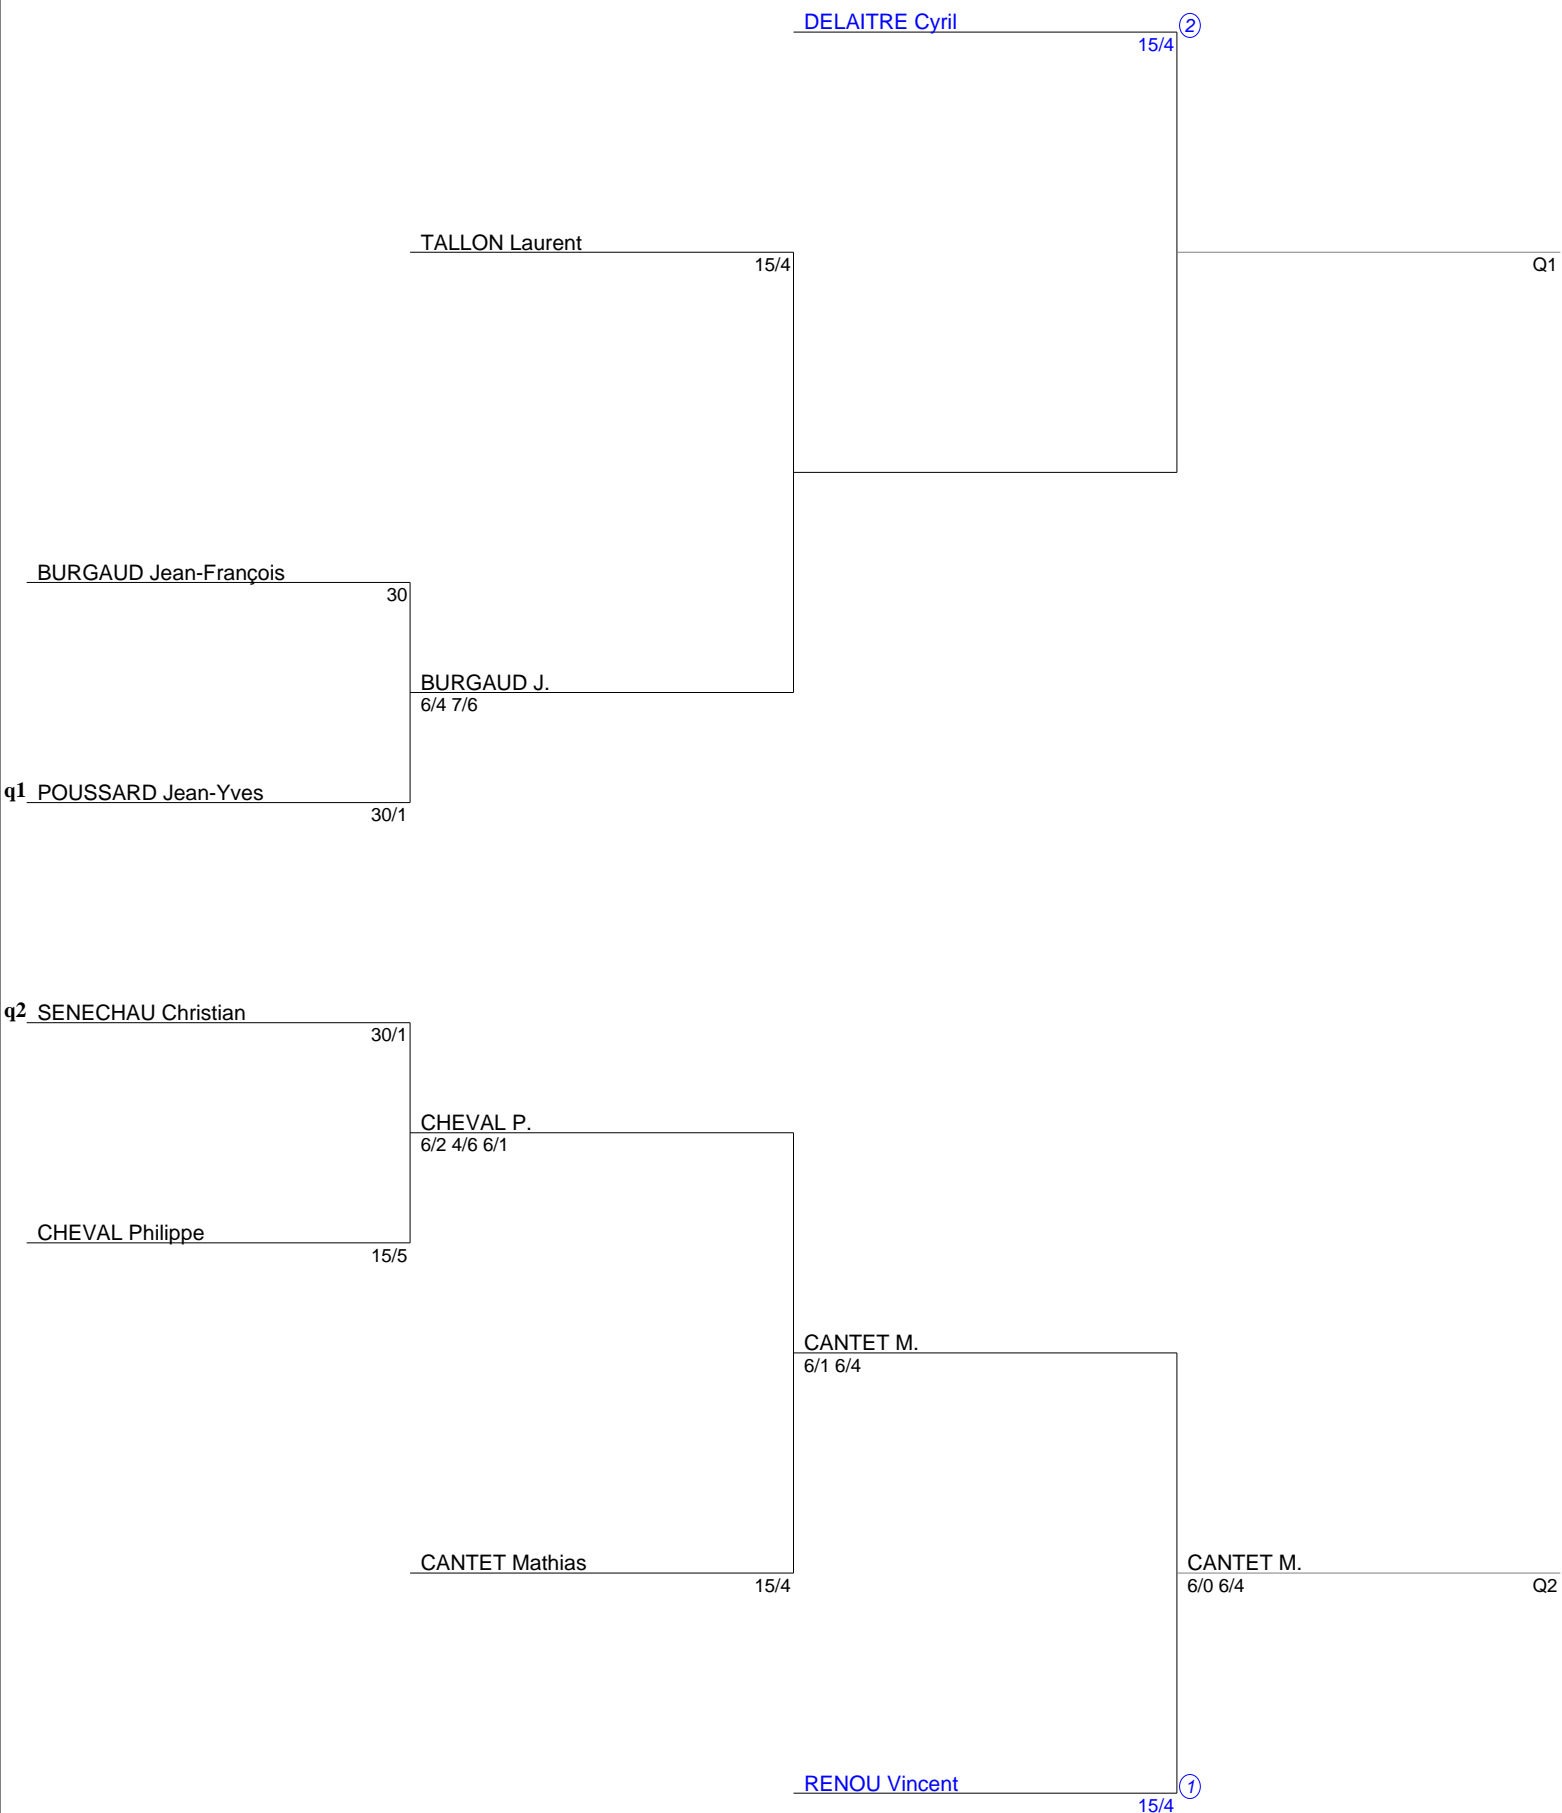 DELAITRE Cyril
2
15/4
TALLON Laurent
15/4
Q1
BURGAUD Jean-François
30
BURGAUD J.
6/4 7/6
q1 POUSSARD Jean-Yves
30/1
q2 SENECHAU Christian
30/1
CHEVAL P.
6/2 4/6 6/1
CHEVAL Philippe
15/5
CANTET M.
6/1 6/4
CANTET Mathias
15/4
CANTET M.
6/0 6/4
Q2
RENOU Vincent
1
15/4